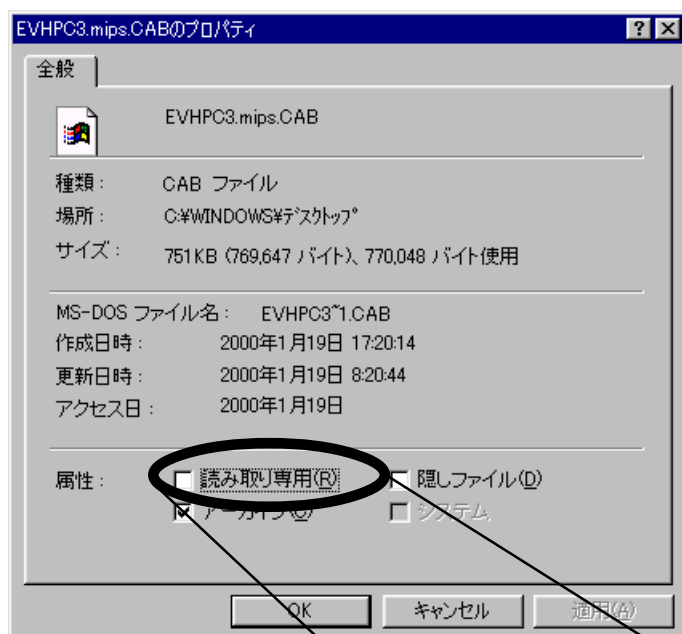 EVHPC3.mips.CABのプロパティ
全般
EVHPC3.mips.CAB
種類： CAB ファイル
場所： C:¥WINDOWS¥ﾃﾞｽｸﾄｯﾌﾟ
サイズ： 751KB (769,647 バイト)、770,048 バイト使用
MS-DOS ファイル名： EVHPC3~1.CAB
作成日時： 2000年1月19日 17:20:14
更新日時： 2000年1月19日 8:20:44
アクセス日： 2000年1月19日
属性： 読み取り専用(R) 隠しファイル(D)
アーカイブ(C) システム
OK キャンセル 適用(A)